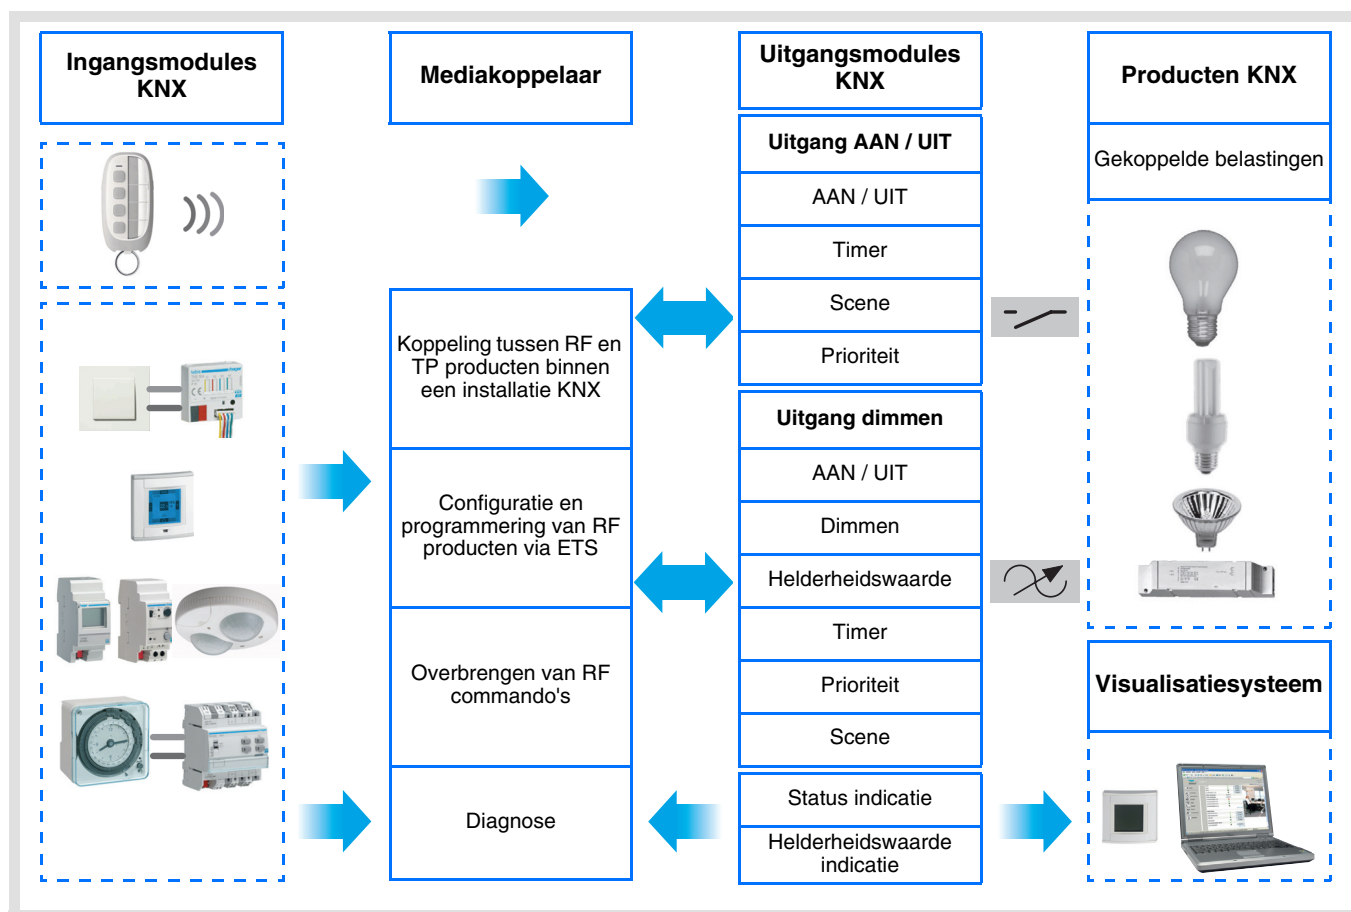 Ingangsmodules
KNX
Mediakoppelaar
Uitgangsmodules
KNX
Producten KNX
Gekoppelde belastingen
Uitgang AAN / UIT
AAN / UIT
Timer
Scene
Prioriteit
Koppeling tussen RF en
TP producten binnen
een installatie KNX
Configuratie en
programmering van RF
producten via ETS
Overbrengen van RF
commando's
Diagnose
Uitgang dimmen
AAN / UIT
Dimmen
Helderheidswaarde
Timer
Prioriteit
Scene
Status indicatie
Helderheidswaarde
indicatie
Visualisatiesysteem